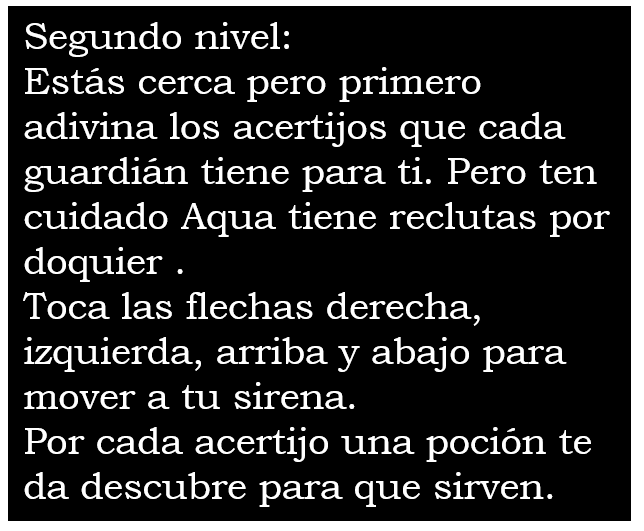 Segundo nivel:
Estás cerca pero primero
adivina los acertijos que cada
guardián tiene para ti. Pero ten
cuidado Aqua tiene reclutas por
doquier .
Toca las flechas derecha,
izquierda, arriba y abajo para
mover a tu sirena.
Por cada acertijo una poción te
da descubre para que sirven.